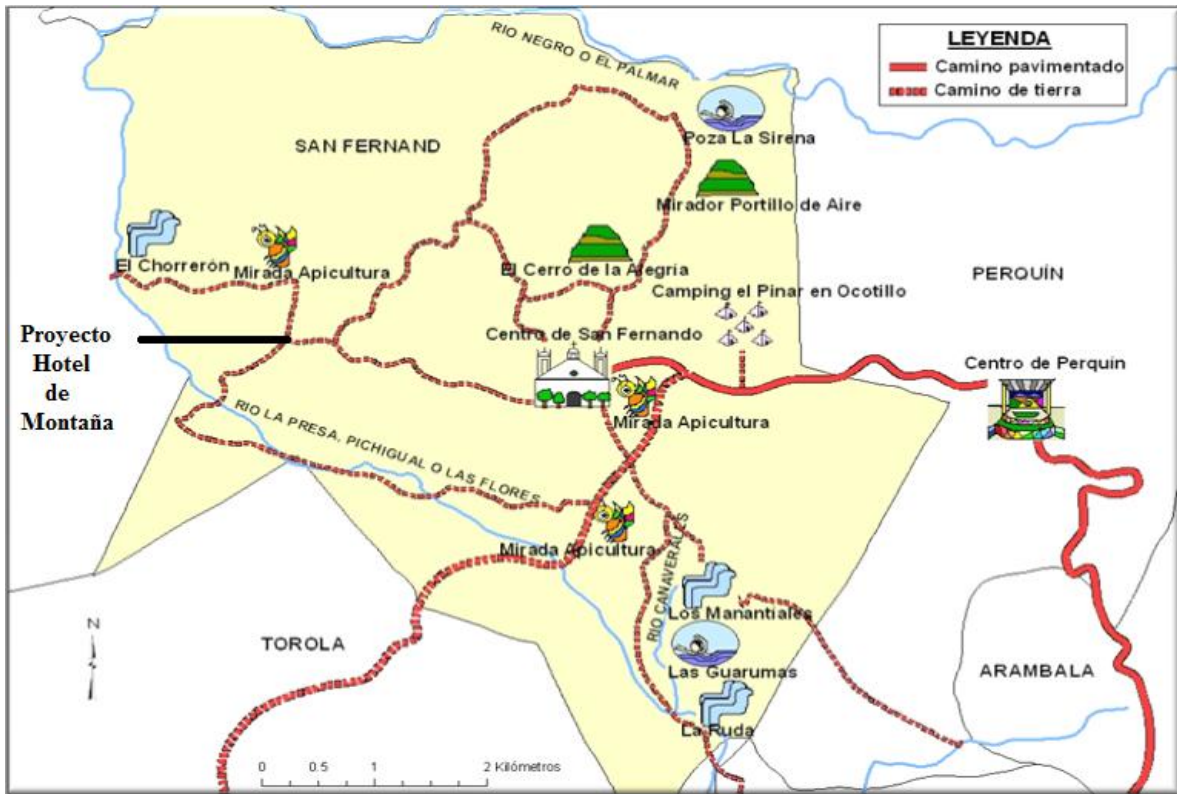 RIO NEGRO O EL PALMAR
LEYENDA
Camino pavimentado
Camino de tierra
Poza La Sirena
SAN FERNAND
Mirador Portillo de Aire
El Chorrerón
Mirada Apicultura
El Cerro de la Alegría
PERQUÍN
Camping el Pinar en Ocotillo
Proyecto
Hotel
de
Montaña
Centro de San Fernando
Centro de Perquín
Mirada Apicultura
RIO LA PRESA, PICHIGUAL O LAS FLORES
Mirada Apicultura
RIO CANAVERALES
Los Manantiales
N
TOROLA
Las Guarumas
ARAMBALA
La Ruda
0 0.5 1 2 Kilómetros